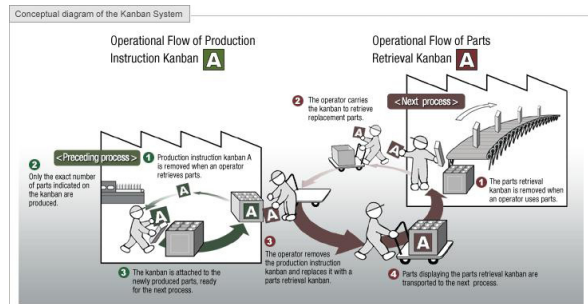 Conceptual diagram of the Kanban System
Operational Flow of Production
Instruction Kanban A
Operational Flow of Parts
Retrieval Kanban A
<Preceding process>
1 Production instruction kanban A
is removed when an operator
retrieves parts.
2
Only the exact number
of parts indicated on
the kanban are
produced.
A
A
A
3 The kanban is attached to the
newly produced parts, ready
for the next process.
<Next process>
2 The operator carries
the kanban to retrieve
replacement parts.
A
A
1 The parts retrieval
kanban is removed when
an operator uses parts.
A
3
The operator removes
the production instruction
kanban and replaces it with a
parts retrieval kanban.
A
4 Parts displaying the parts retrieval kanban are
transported to the next process.